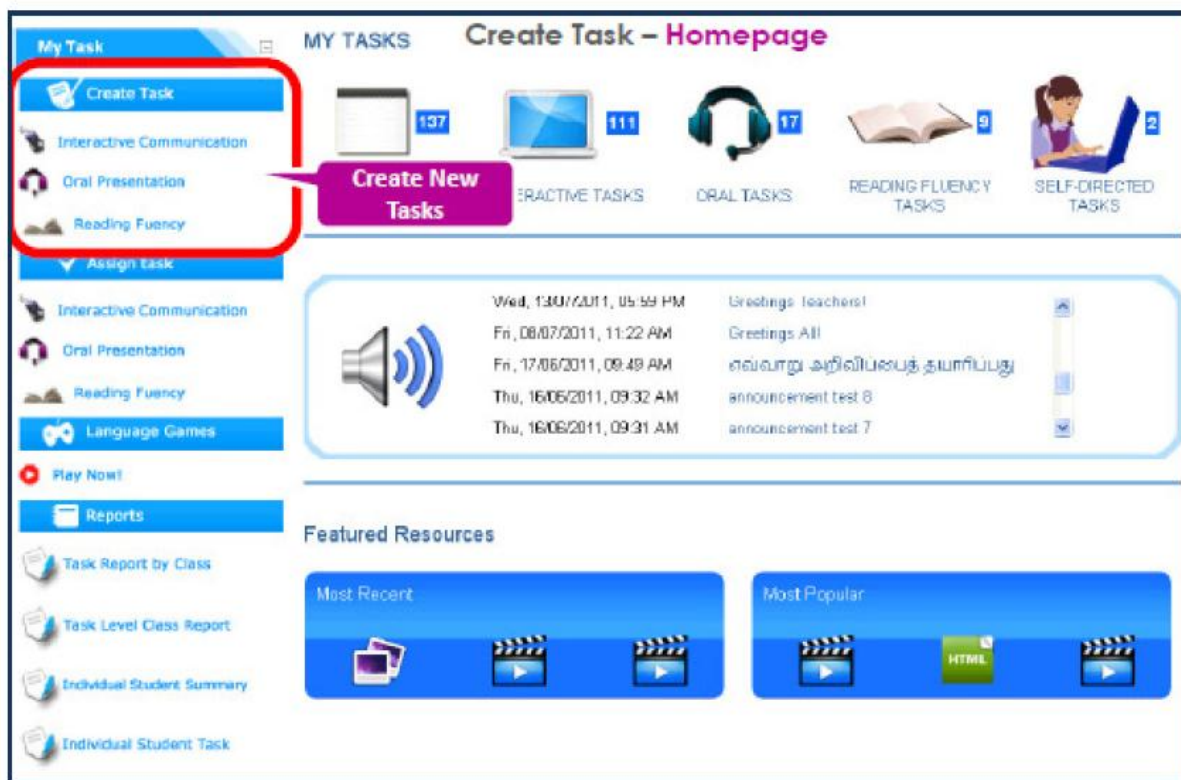 My Task
Create Task
Interactive Communication
Oral Presentation
Reading Fuency
Assign task
Interactive Communication
Oral Presentation
Reading Fuency
Language Games
Play Now!
Reports
Task Report by Class
Task Level Class Report
Individual Student Summary
Individual Student Task
MY TASKS
Create Task – Homepage
137
111
17
9
2
Create New
Tasks
ERACTIVE TASKS
ORAL TASKS
READING FLUENCY
TASKS
SELF-DIRECTED
TASKS
Wed, 13/07/2011, 05:59 PM Greetings Teachers!
Fri, 08/07/2011, 11:22 AM Greetings All!
Fri, 17/06/2011, 09:49 AM எவ்வாறு அறிவிப்பைத் தயாரிப்பது
Thu, 16/06/2011, 09:32 AM announcement test 8
Thu, 16/06/2011, 09:31 AM announcement test 7
Featured Resources
Most Recent
Most Popular
HTML